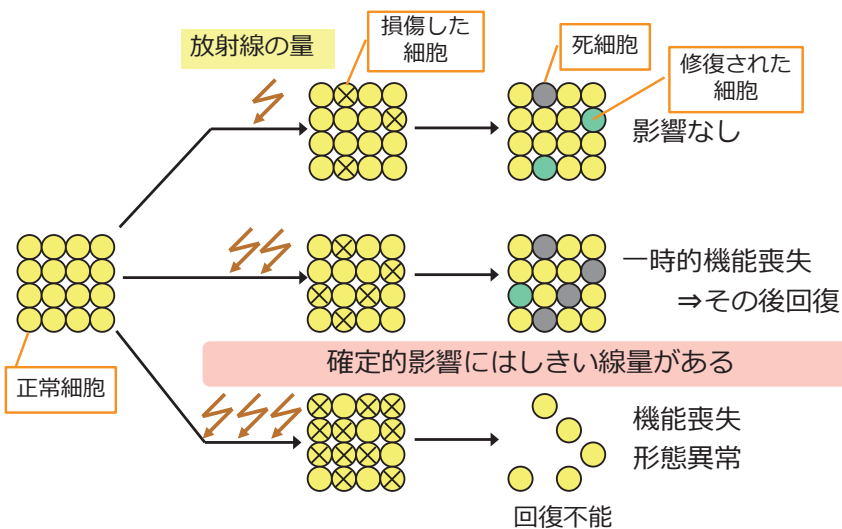 放射線の量
損傷した
細胞
死細胞
修復された
細胞
影響なし
一時的機能喪失
⇒その後回復
確定的影響にはしきい線量がある
正常細胞
機能喪失
形態異常
回復不能